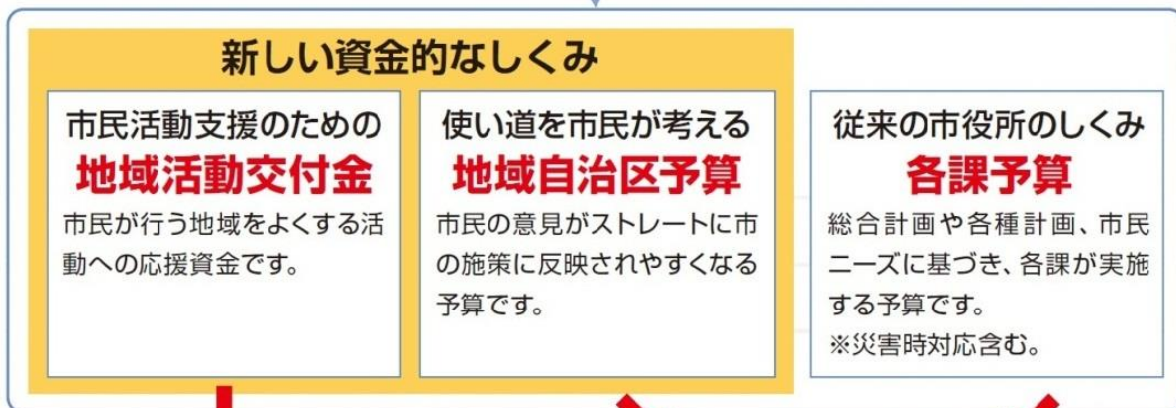 新しい資金的なしくみ
市民活動支援のための
地域活動交付金
市民が行う地域をよくする活
動への応援資金です。
使い道を市民が考える
地域自治区予算
市民の意見がストレートに市
の施策に反映されやすくなる
予算です。
従来の市役所のしくみ
各課予算
総合計画や各種計画、市民
ニーズに基づき、各課が実施
する予算です。
※災害時対応含む。